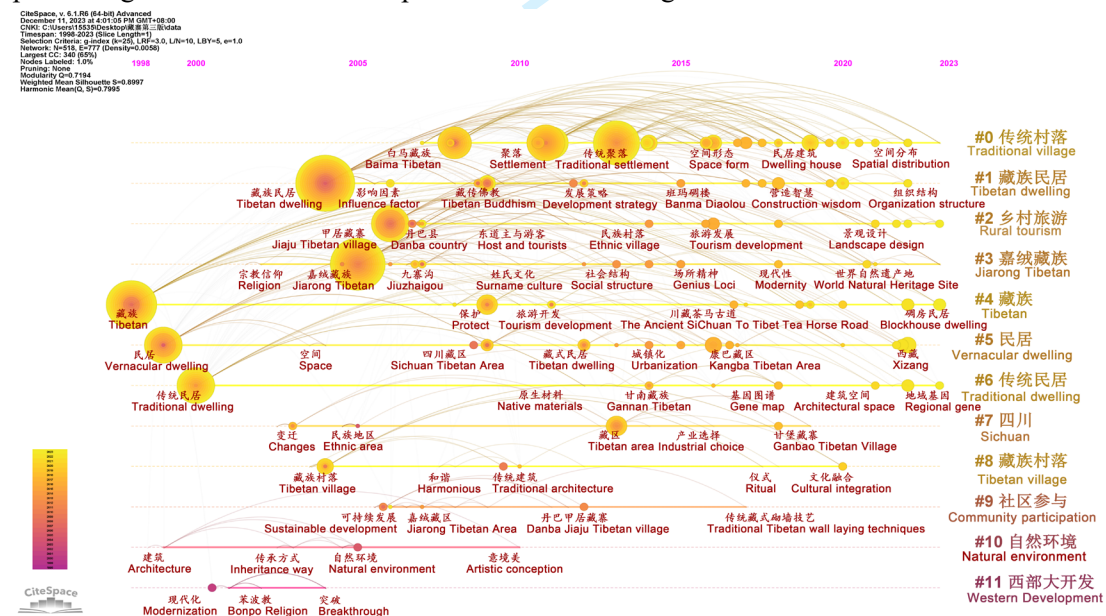 CiteSpace, v. 6.1.R6 (64-bit) Advanced
December 11, 2023 at 4:01:05 PM GMT+08:00
CNKI: C:\Users\15535\Desktop\藏寨第三版\data
Timespan: 1998-2023 (Slice Length=1)
Selection Criteria: g-index (k=25), LRF=3.0, L/N=10, LBY=5, e=1.0
Network: N=518, E=777 (Density=0.0058)
Largest CC: 340 (65%)
Nodes Labeled: 1.0%
Pruning: None
Modularity Q=0.7194
Weighted Mean Silhouette S=0.8997
Harmonic Mean(Q, S)=0.7995
1998 2000 2005 2010 2015 2020 2023
白马藏族 聚落 传统聚落 空间形态 民居建筑 空间分布
Baima Tibetan Settlement Traditional settlement Space form Dwelling house Spatial distribution
#0 传统村落
Traditional village
藏族民居 影响因素 藏传佛教 发展策略 班玛碉楼 营造智慧 组织结构
Tibetan dwelling Influence factor Tibetan Buddhism Development strategy Banma Diaolou Construction wisdom Organization structure
#1 藏族民居
Tibetan dwelling
甲居藏寨 丹巴县 东道主与游客 民族村落 旅游发展 景观设计
Jiaju Tibetan village Danba country Host and tourists Ethnic village Tourism development Landscape design
#2 乡村旅游
Rural tourism
宗教信仰 嘉绒藏族 九寨沟 姓氏文化 社会结构 场所精神 现代性 世界自然遗产地
Religion Jiarong Tibetan Jiuzhaigou Surname culture Social structure Genius Loci Modernity World Natural Heritage Site
#3 嘉绒藏族
Jiarong Tibetan
藏族 保护 旅游开发 川藏茶马古道 碉房民居
Tibetan Protect Tourism development The Ancient SiChuan To Tibet Tea Horse Road Blockhouse dwelling
#4 藏族
Tibetan
民居 空间 四川藏区 藏式民居 城镇化 康巴藏区 西藏
Vernacular dwelling Space Sichuan Tibetan Area Tibetan dwelling Urbanization Kangba Tibetan Area Xizang
#5 民居
Vernacular dwelling
传统民居 原生材料 甘南藏族 基因图谱 建筑空间 地域基因
Traditional dwelling Native materials Gannan Tibetan Gene map Architectural space Regional gene
#6 传统民居
Traditional dwelling
变迁 民族地区 藏区 产业选择 甘堡藏寨
Changes Ethnic area Tibetan area Industrial choice Ganbao Tibetan Village
#7 四川
Sichuan
藏族村落 和谐 传统建筑 仪式 文化融合
Tibetan village Harmonious Traditional architecture Ritual Cultural integration
#8 藏族村落
Tibetan village
可持续发展 嘉绒藏区 丹巴甲居藏寨 传统藏式砌墙技艺
Sustainable development Jiarong Tibetan Area Danba Jiaju Tibetan village Traditional Tibetan wall laying techniques
#9 社区参与
Community participation
建筑 传承方式 自然环境 意境美
Architecture Inheritance way Natural environment Artistic conception
#10 自然环境
Natural environment
现代化 苯波教 突破
Modernization Bonpo Religion Breakthrough
#11 西部大开发
Western Development
CiteSpace